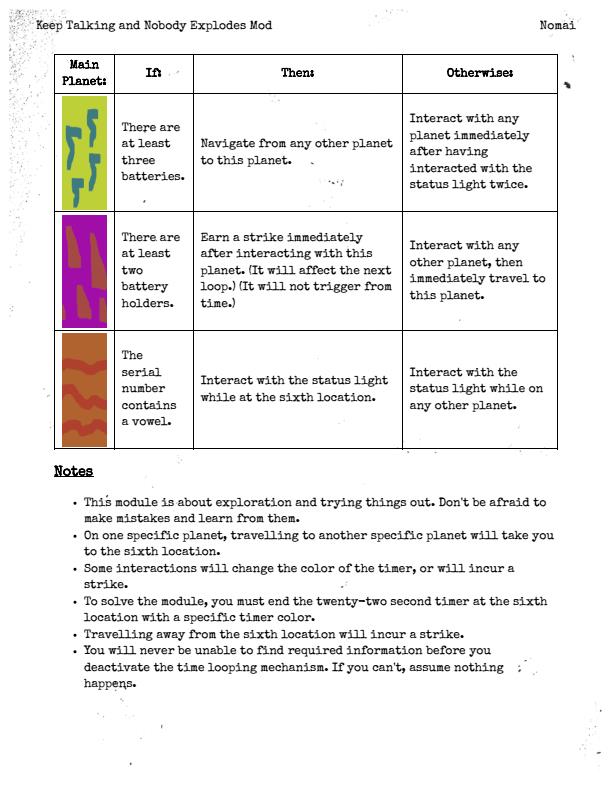 Keep Talking and Nobody Explodes Mod
Nomai
Main
Planet:
If:
Then:
Otherwise:
There are
at least
three
batteries.
Navigate from any other planet
to this planet.
Interact with any
planet immediately
after having
interacted with the
status light twice.
There are
at least
two
battery
holders.
Earn a strike immediately
after interacting with this
planet. (It will affect the next
loop.) (It will not trigger from
time.)
Interact with any
other planet, then
immediately travel to
this planet.
The
serial
number
contains
a vowel.
Interact with the status light
while at the sixth location.
Interact with the
status light while on
any other planet.
Notes
• This module is about exploration and trying things out. Don't be afraid to
make mistakes and learn from them.
• On one specific planet, travelling to another specific planet will take you
to the sixth location.
• Some interactions will change the color of the timer, or will incur a
strike.
• To solve the module, you must end the twenty-two second timer at the sixth
location with a specific timer color.
• Travelling away from the sixth location will incur a strike.
• You will never be unable to find required information before you
deactivate the time looping mechanism. If you can't, assume nothing
happens.